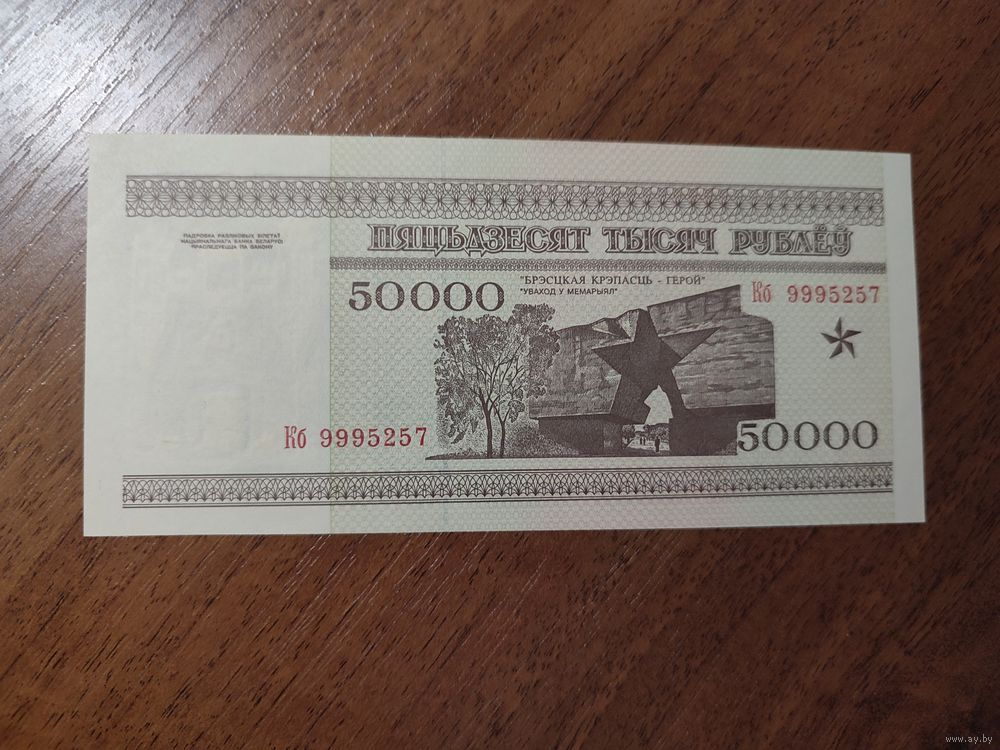 ПАДРОБКА РАЗЛІКОВЫХ БІЛЕТАЎ
НАЦЫЯНАЛЬНАГА БАНКА БЕЛАРУСІ
ПРАСЛЕДУЕЦЦА ПА ЗАКОНУ
ПЯЦЬДЗЕСЯТ ТЫСЯЧ РУБЛЁЎ
50000
"БРЭСЦКАЯ КРЭПАСЦЬ - ГЕРОЙ"
"УВАХОД У МЕМАРЫЯЛ"
Кб 9995257
Кб 9995257
50000
www.ay.by